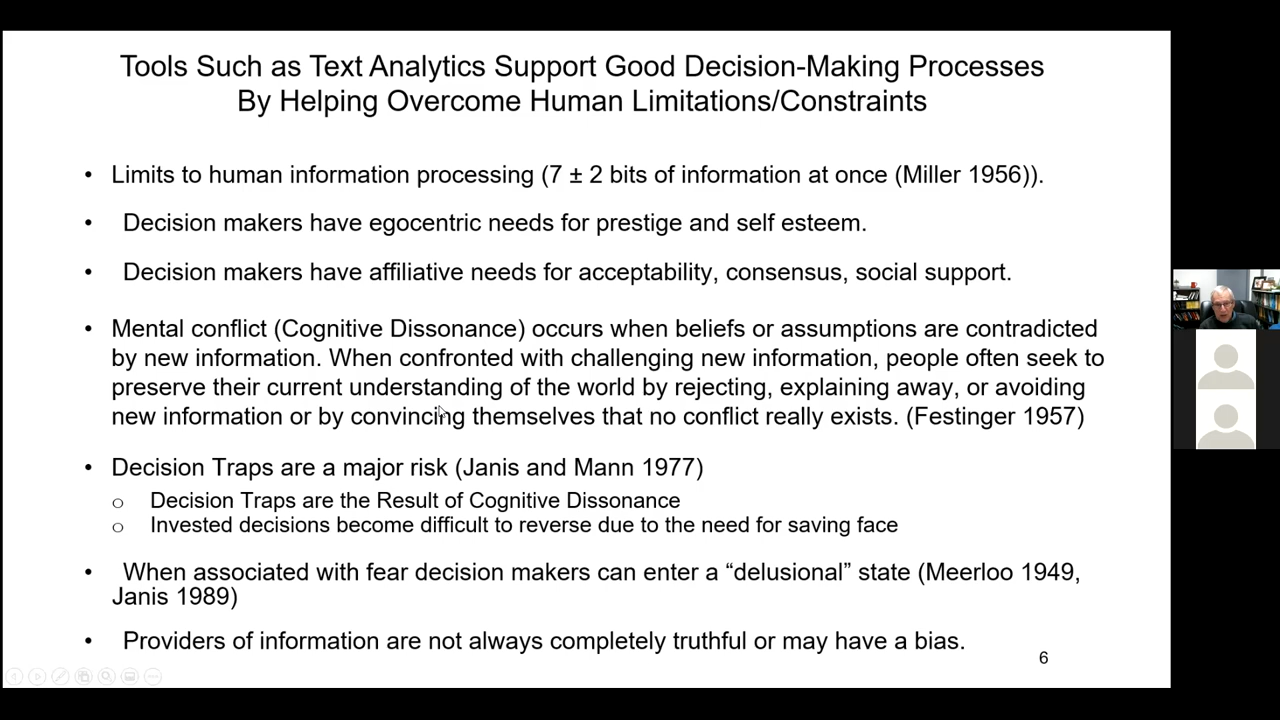 Tools Such as Text Analytics Support Good Decision-Making Processes
By Helping Overcome Human Limitations/Constraints
• Limits to human information processing (7 ± 2 bits of information at once (Miller 1956)).
• Decision makers have egocentric needs for prestige and self esteem.
• Decision makers have affiliative needs for acceptability, consensus, social support.
• Mental conflict (Cognitive Dissonance) occurs when beliefs or assumptions are contradicted
by new information. When confronted with challenging new information, people often seek to
preserve their current understanding of the world by rejecting, explaining away, or avoiding
new information or by convincing themselves that no conflict really exists. (Festinger 1957)
• Decision Traps are a major risk (Janis and Mann 1977)
o Decision Traps are the Result of Cognitive Dissonance
o Invested decisions become difficult to reverse due to the need for saving face
• When associated with fear decision makers can enter a “delusional” state (Meerloo 1949,
Janis 1989)
• Providers of information are not always completely truthful or may have a bias.
6